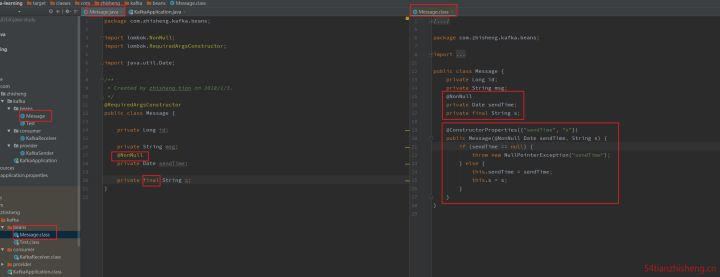 a-learning
target
classes
com
zhisheng
kafka
beans
Message
Message.java
KafkaApplication.java
Message.class
java
zhisheng
kafka
beans
Message
Test
consumer
KafkaReceiver
provider
KafkaSender
KafkaApplication
application.properties
zhisheng
kafka
beans
Message.class
Test.class
consumer
KafkaReceiver.class
provider
KafkaApplication.class
package com.zhisheng.kafka.beans;
import lombok.NonNull;
import lombok.RequiredArgsConstructor;
import java.util.Date;
/**
* Created by zhisheng_tian on 2018/1/3.
*/
@RequiredArgsConstructor
public class Message {
private Long id;
private String msg;
@NonNull
private Date sendTime;
private final String s;
}
/.../
package com.zhisheng.kafka.beans;
import ...
public class Message {
private Long id;
private String msg;
@NonNull
private Date sendTime;
private final String s;
@ConstructorProperties({"sendTime", "s"})
public Message(@NonNull Date sendTime, String s) {
if (sendTime == null) {
throw new NullPointerException("sendTime");
} else {
this.sendTime = sendTime;
this.s = s;
}
}
}
54tianzhisheng.cn